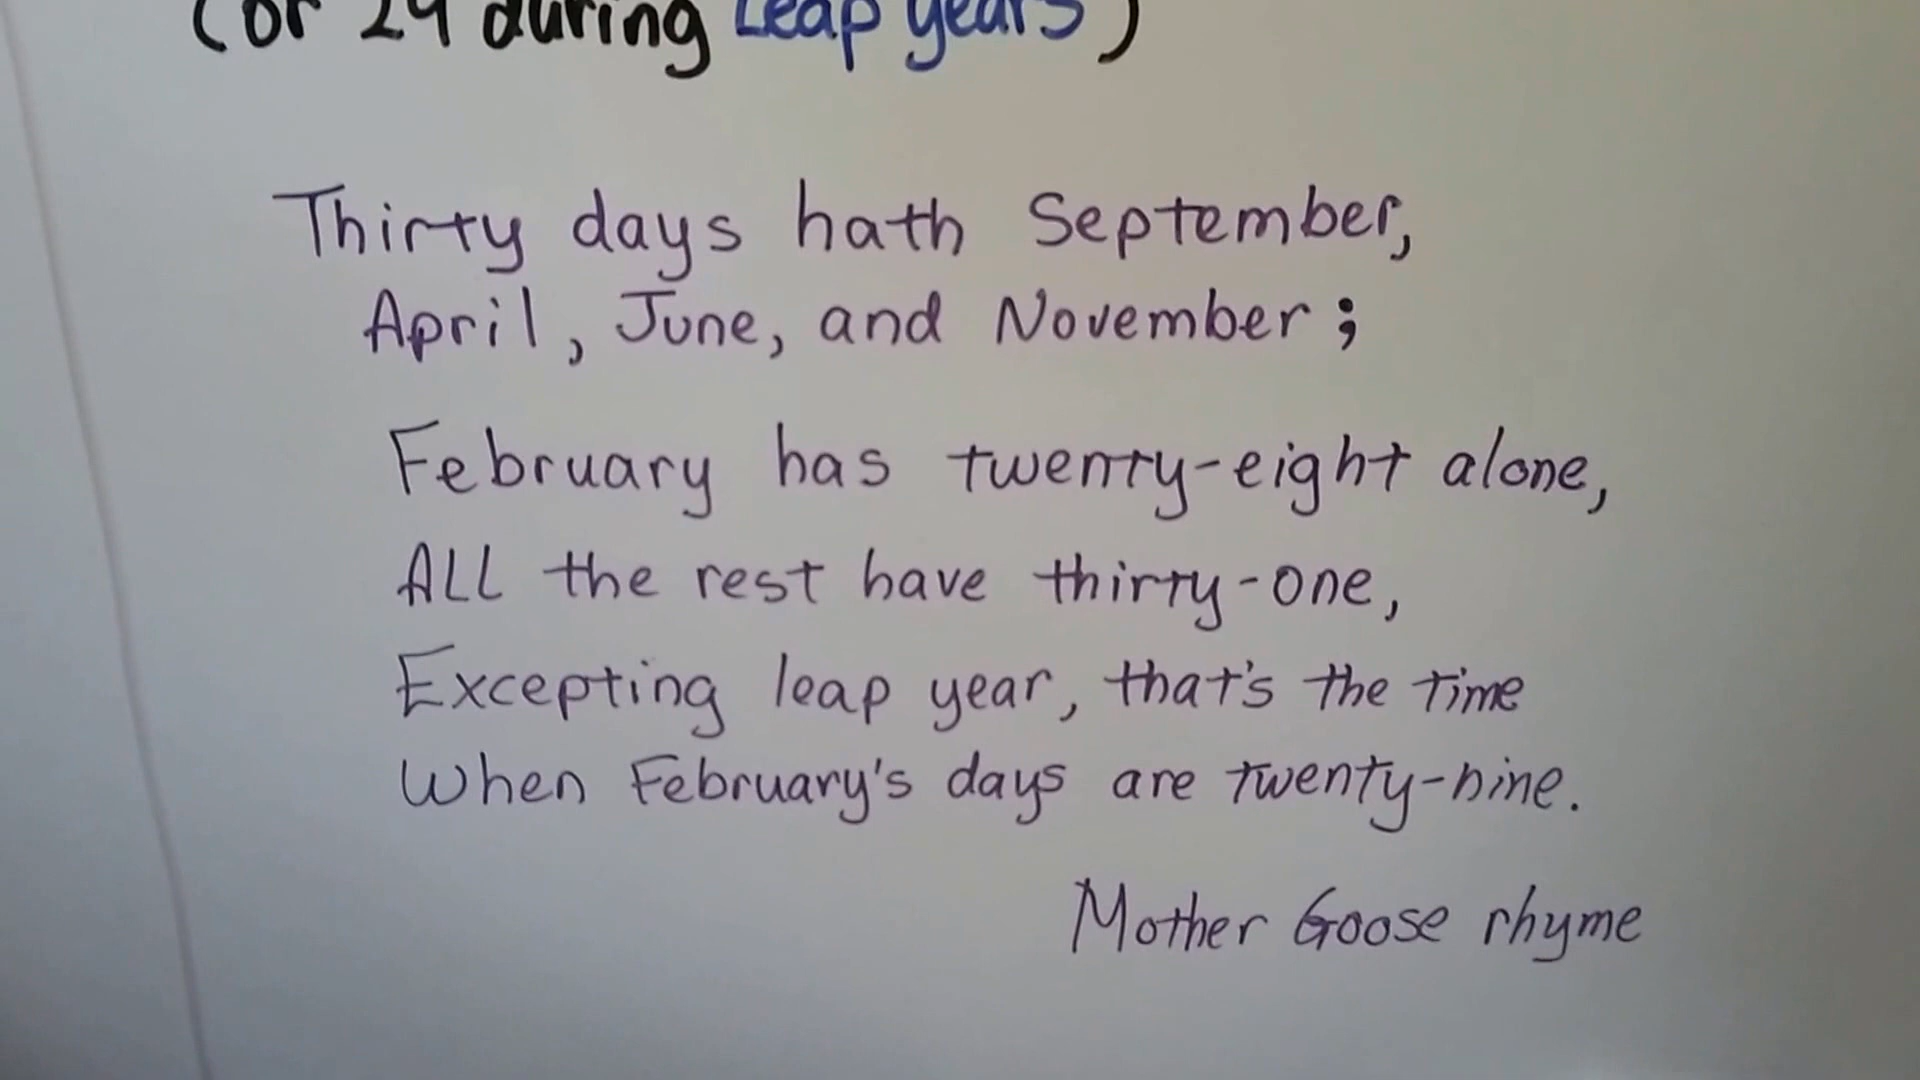 (or 29 during Leap years)
Thirty days hath September,
April, June, and November;
February has twenty-eight alone,
ALL the rest have thirty-one,
Excepting leap year, that's the time
When February's days are twenty-nine.
Mother Goose rhyme